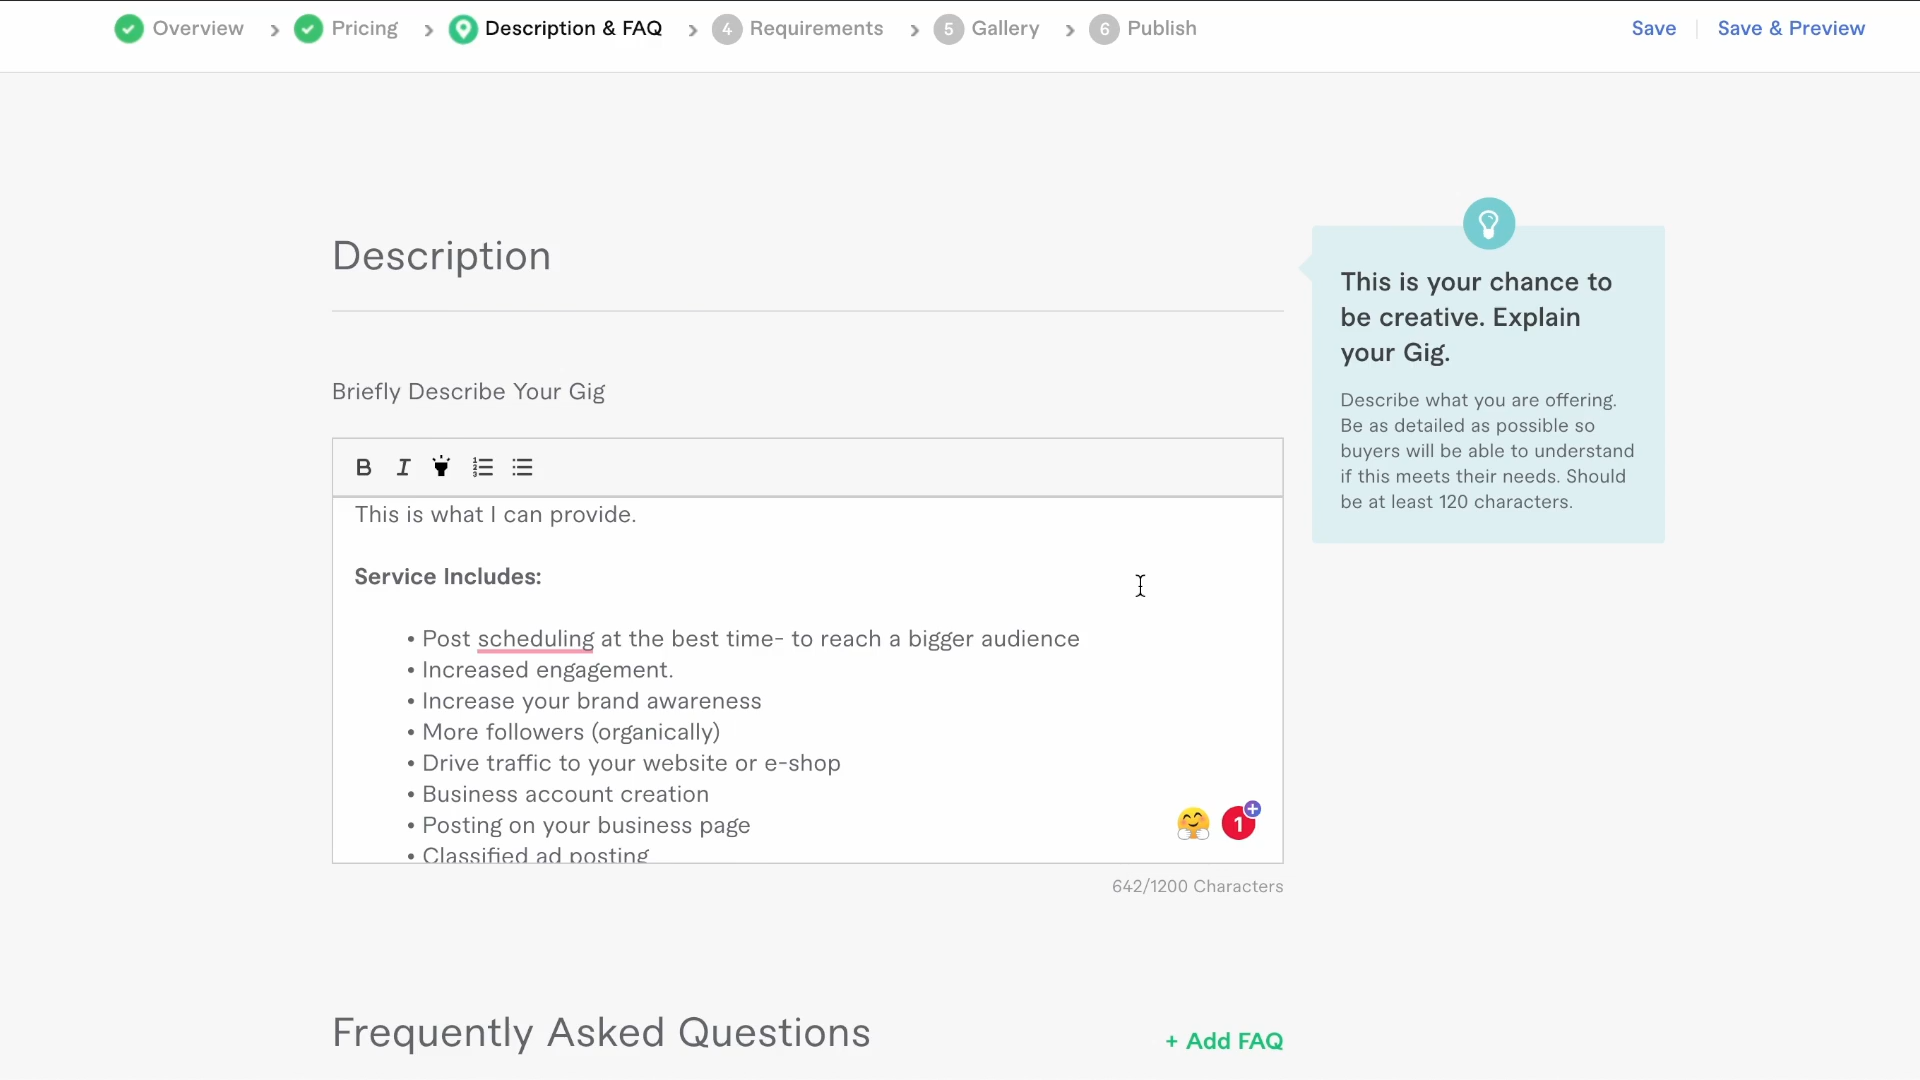 Overview > Pricing > Description & FAQ > 4 Requirements > 5 Gallery > 6 Publish Save Save & Preview
Description
This is your chance to
be creative. Explain
your Gig.
Describe what you are offering.
Be as detailed as possible so
buyers will be able to understand
if this meets their needs. Should
be at least 120 characters.
Briefly Describe Your Gig
B I
This is what I can provide.
Service Includes:
• Post scheduling at the best time- to reach a bigger audience
• Increased engagement.
• Increase your brand awareness
• More followers (organically)
• Drive traffic to your website or e-shop
• Business account creation
• Posting on your business page
• Classified ad posting
1
642/1200 Characters
Frequently Asked Questions
+ Add FAQ